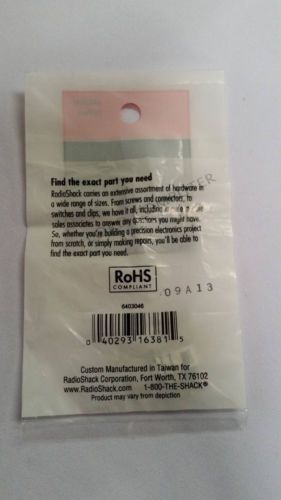 Find the exact part you need
RadioShack carries an extensive assortment of hardware in
a wide range of sizes. From screws and connectors, to
switches and clips, we have it all, including in-store
sales associates to answer any questions you might have.
So, whether you're building a precision electronics project
from scratch, or simply making repairs, you'll be able to
find the exact part you need.
RoHS
COMPLIANT
09A13
6403046
0 40293 16381 5
Custom Manufactured in Taiwan for
RadioShack Corporation, Fort Worth, TX 76102
www.RadioShack.com 1-800-THE-SHACK®
Product may vary from depiction